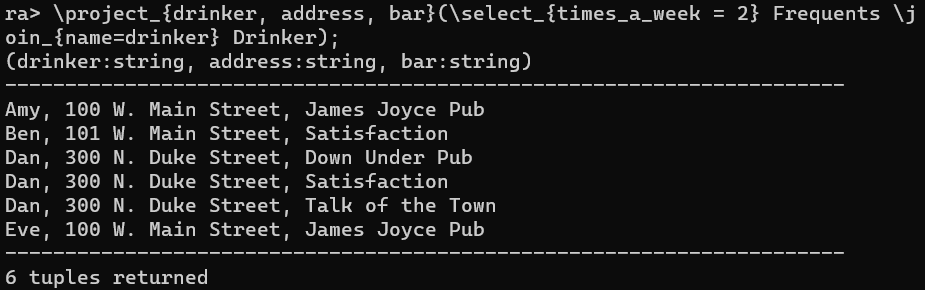 ra> \project_{drinker, address, bar}(\select_{times_a_week = 2} Frequents \j
oin_{name=drinker} Drinker);
(drinker:string, address:string, bar:string)
----------------------------------------------------------------------
Amy, 100 W. Main Street, James Joyce Pub
Ben, 101 W. Main Street, Satisfaction
Dan, 300 N. Duke Street, Down Under Pub
Dan, 300 N. Duke Street, Satisfaction
Dan, 300 N. Duke Street, Talk of the Town
Eve, 100 W. Main Street, James Joyce Pub
----------------------------------------------------------------------
6 tuples returned